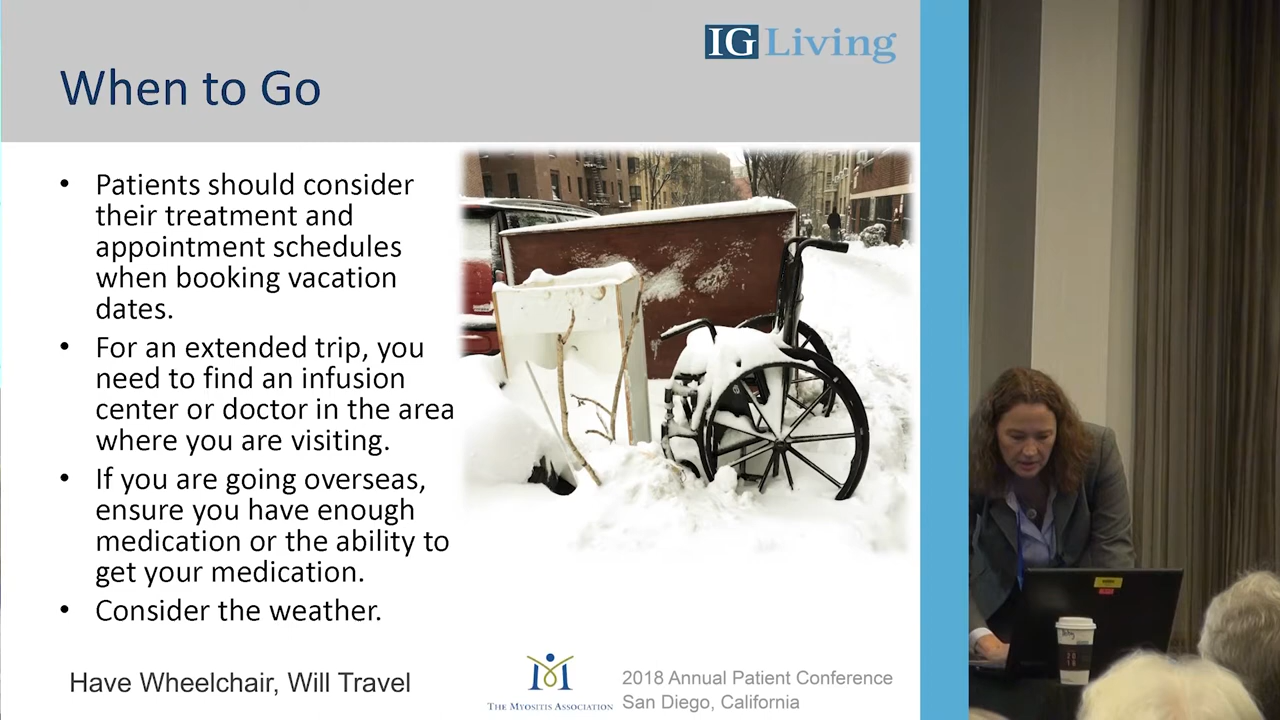 IG Living
When to Go
• Patients should consider
their treatment and
appointment schedules
when booking vacation
dates.
• For an extended trip, you
need to find an infusion
center or doctor in the area
where you are visiting.
• If you are going overseas,
ensure you have enough
medication or the ability to
get your medication.
• Consider the weather.
Have Wheelchair, Will Travel
THE MYOSITIS ASSOCIATION
2018 Annual Patient Conference
San Diego, California